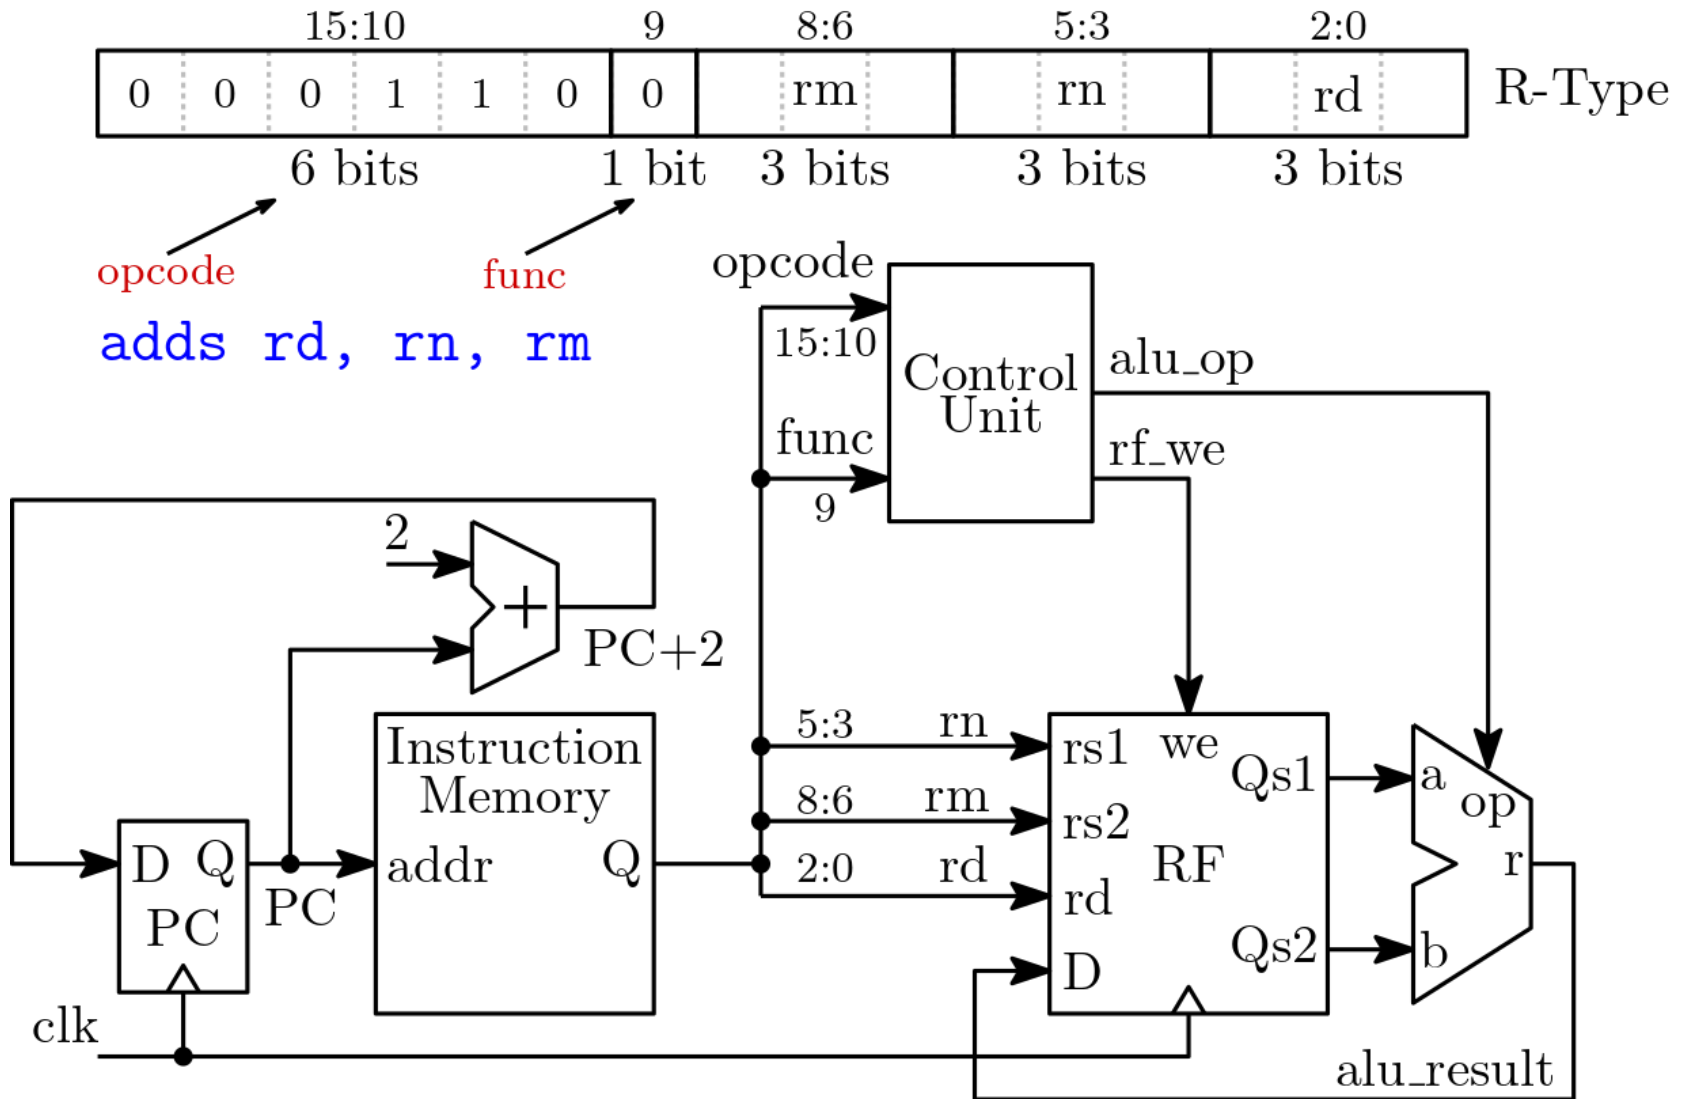 15:10 9 8:6 5:3 2:0
0 0 0 1 1 0 0 rm rn rd R-Type
6 bits 1 bit 3 bits 3 bits 3 bits
opcode func
adds rd, rn, rm
opcode
15:10
func
9
Control
Unit
alu_op
rf_we
2
+
PC+2
Instruction
Memory
addr Q
D Q
PC
PC
clk
5:3 rn
8:6 rm
2:0 rd
rs1 we Qs1
rs2
RF
rd
D Qs2
a op
r
b
alu_result